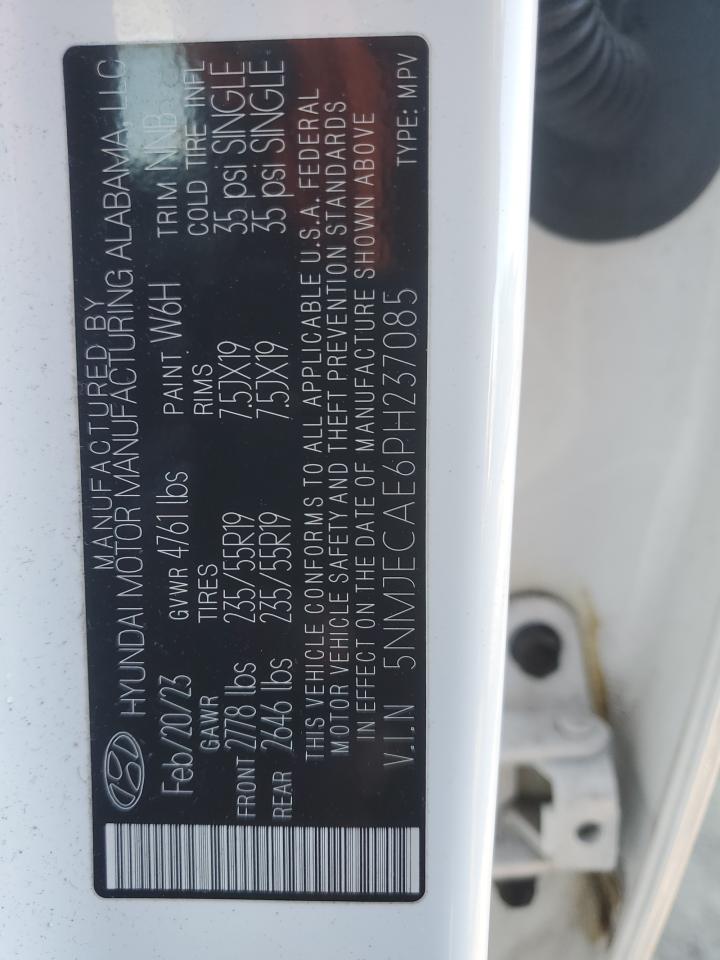 MANUFACTURED BY
HYUNDAI MOTOR MANUFACTURING ALABAMA, LLC
Feb/20/23 GVWR 4761 lbs PAINT W6H TRIM NNB
GAWR TIRES RIMS COLD TIRE INFL
FRONT 2778 lbs 235/55R19 7.5JX19 35 psi SINGLE
REAR 2646 lbs 235/55R19 7.5JX19 35 psi SINGLE
THIS VEHICLE CONFORMS TO ALL APPLICABLE U.S.A. FEDERAL
MOTOR VEHICLE SAFETY AND THEFT PREVENTION STANDARDS
IN EFFECT ON THE DATE OF MANUFACTURE SHOWN ABOVE
V.I.N 5NMJECAE6PH237085 TYPE: MPV